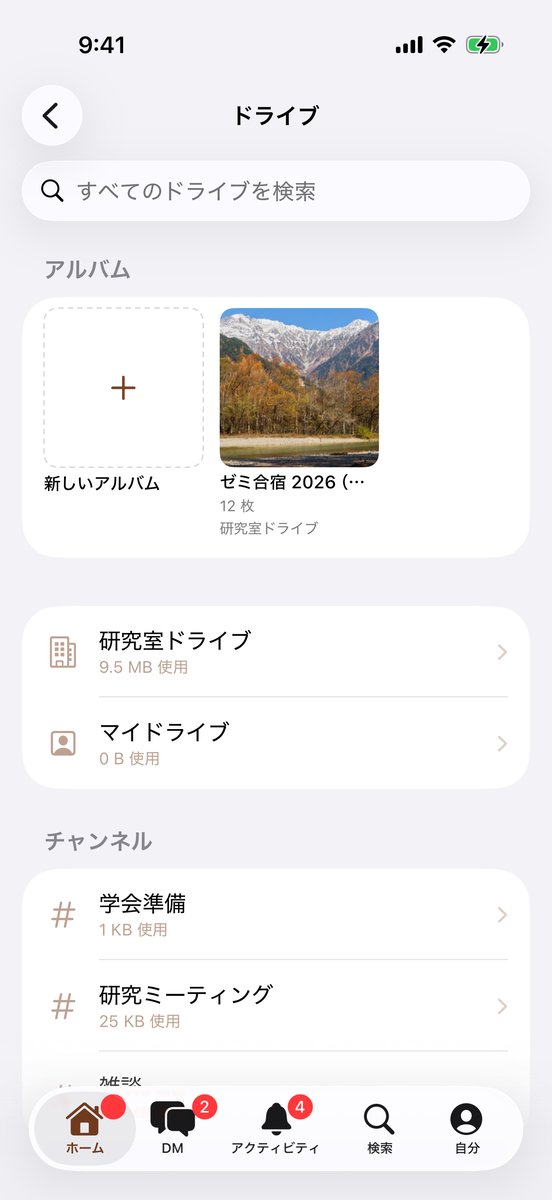 9:41
ドライブ
すべてのドライブを検索
アルバム
新しいアルバム
ゼミ合宿 2026 (…
12 枚
研究室ドライブ
研究室ドライブ
9.5 MB 使用
マイドライブ
0 B 使用
チャンネル
# 学会準備
1 KB 使用
# 研究ミーティング
25 KB 使用
雑談
2
4
ホーム
DM
アクティビティ
検索
自分